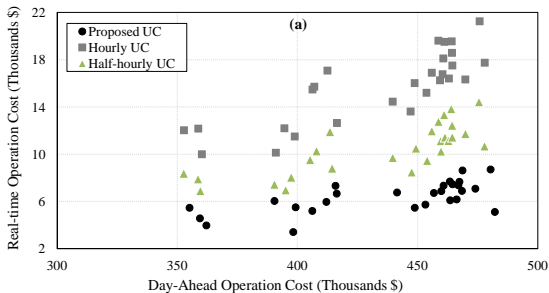 (a)
Proposed UC
Hourly UC
Half-hourly UC
Real-time Operation Cost (Thousands $)
22
18
14
10
6
2
300
350
400
450
500
Day-Ahead Operation Cost (Thousands $)